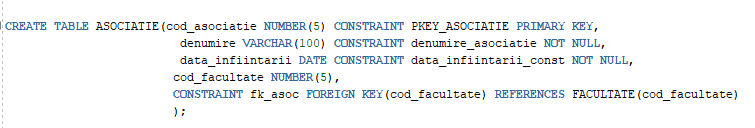 CREATE TABLE ASOCIATIE(cod_asociatie NUMBER(5) CONSTRAINT PKEY_ASOCIATIE PRIMARY KEY,
denumire VARCHAR(100) CONSTRAINT denumire_asociatie NOT NULL,
data_infiintarii DATE CONSTRAINT data_infiintarii_const NOT NULL,
cod_facultate NUMBER(5),
CONSTRAINT fk_asoc FOREIGN KEY(cod_facultate) REFERENCES FACULTATE(cod_facultate)
);